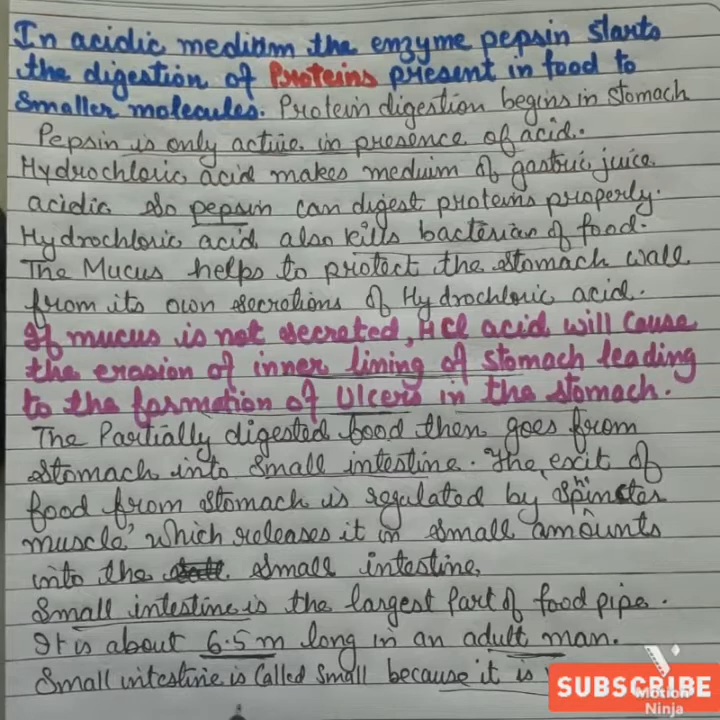 In acidic medium the enzyme pepsin starts
the digestion of Proteins present in food to
smaller molecules. Protein digestion begins in stomach
Pepsin is only active in presence of acid.
Hydrochloric acid makes medium of gastric juice
acidic so pepsin can digest proteins properly.
Hydrochloric acid also kills bacterias of food.
The Mucus helps to protect the stomach wall
from its own secretions of Hydrochloric acid.
If mucus is not secreted, HCl acid will cause
the erosion of inner lining of stomach leading
to the formation of Ulcers in the stomach.
The Partially digested food then goes from
stomach into small intestine. The exit of
food from stomach is regulated by 'sphincter
muscle' which releases it in small amounts
into the small intestine.
Small intestine is the largest Part of food pipe.
It is about 6.5 m long in an adult man.
Small intestine is Called Small because it is
SUBSCRIBE
Motion
Ninja